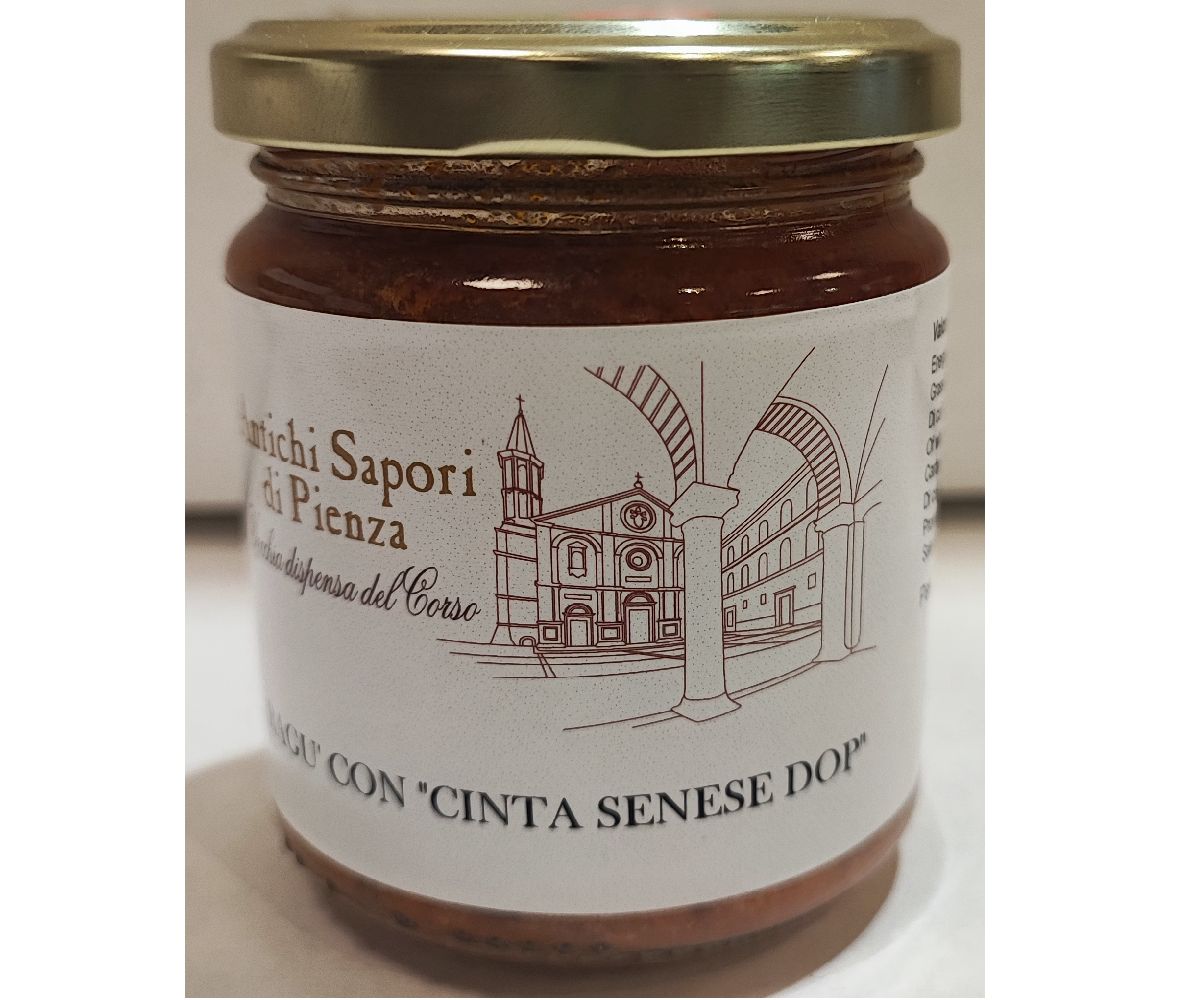 Antichi Sapori
di Pienza
dispensa del Corso
RAGU' CON "CINTA SENESE DOP"